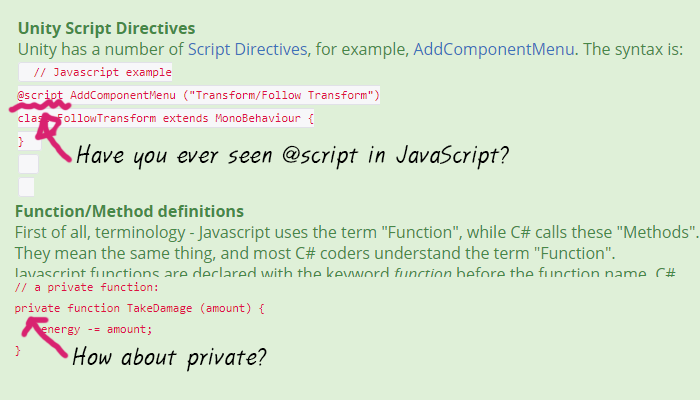 Unity Script Directives
Unity has a number of Script Directives, for example, AddComponentMenu. The syntax is:
// Javascript example
@script AddComponentMenu ("Transform/Follow Transform")
class FollowTransform extends MonoBehaviour {
}
Have you ever seen @script in JavaScript?
Function/Method definitions
First of all, terminology - Javascript uses the term "Function", while C# calls these "Methods".
They mean the same thing, and most C# coders understand the term "Function".
Javascript functions are declared with the keyword function before the function name. C#
// a private function:
private function TakeDamage (amount) {
energy -= amount;
}
How about private?